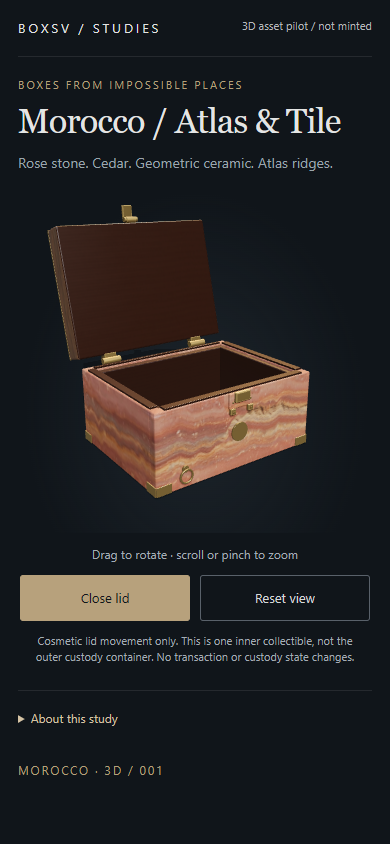 BOXSV / STUDIES
3D asset pilot / not minted
BOXES FROM IMPOSSIBLE PLACES
Morocco / Atlas & Tile
Rose stone. Cedar. Geometric ceramic. Atlas ridges.
Drag to rotate · scroll or pinch to zoom
Close lid
Reset view
Cosmetic lid movement only. This is one inner collectible, not the
outer custody container. No transaction or custody state changes.
About this study
MOROCCO · 3D / 001